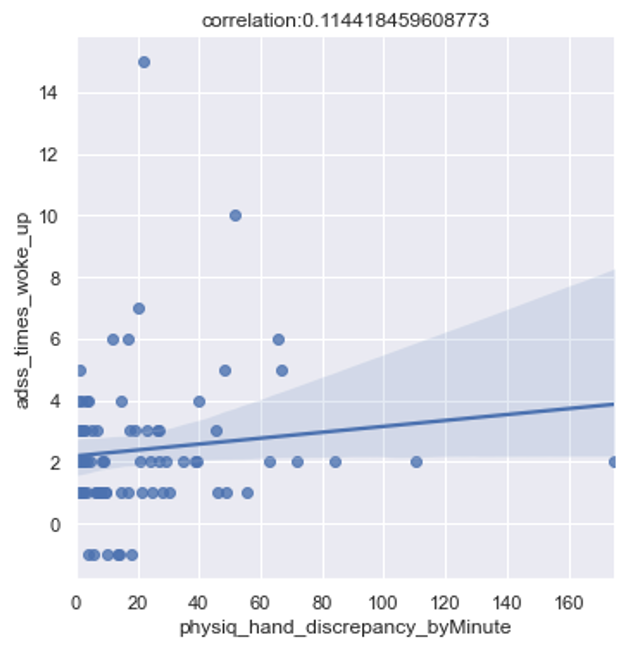 correlation:0.114418459608773
adss_times_woke_up
14
12
10
8
6
4
2
0
0 20 40 60 80 100 120 140 160
physiq_hand_discrepancy_byMinute